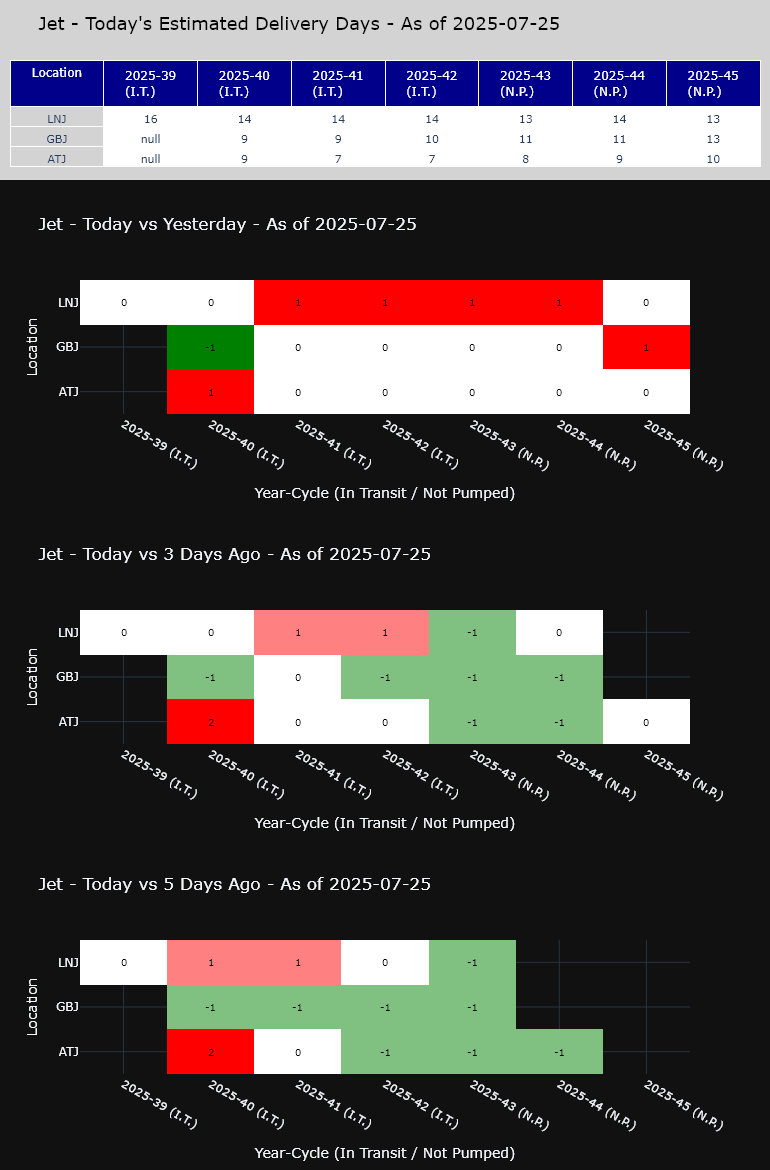 Jet - Today's Estimated Delivery Days - As of 2025-07-25
Location 2025-39 (I.T.) 2025-40 (I.T.) 2025-41 (I.T.) 2025-42 (I.T.) 2025-43 (N.P.) 2025-44 (N.P.) 2025-45 (N.P.)
LNJ 16 14 14 14 13 14 13
GBJ null 9 9 10 11 11 13
ATJ null 9 7 7 8 9 10
Jet - Today vs Yesterday - As of 2025-07-25
Location
LNJ 0 0 1 1 1 1 0
GBJ -1 0 0 0 0 1
ATJ 1 0 0 0 0 0
2025-39 (I.T.) 2025-40 (I.T.) 2025-41 (I.T.) 2025-42 (I.T.) 2025-43 (N.P.) 2025-44 (N.P.) 2025-45 (N.P.)
Year-Cycle (In Transit / Not Pumped)
Jet - Today vs 3 Days Ago - As of 2025-07-25
Location
LNJ 0 0 1 1 -1 0
GBJ -1 0 -1 -1 -1
ATJ 2 0 0 -1 -1 0
2025-39 (I.T.) 2025-40 (I.T.) 2025-41 (I.T.) 2025-42 (I.T.) 2025-43 (N.P.) 2025-44 (N.P.) 2025-45 (N.P.)
Year-Cycle (In Transit / Not Pumped)
Jet - Today vs 5 Days Ago - As of 2025-07-25
Location
LNJ 0 1 1 0 -1
GBJ -1 -1 -1 -1
ATJ 2 0 -1 -1 -1
2025-39 (I.T.) 2025-40 (I.T.) 2025-41 (I.T.) 2025-42 (I.T.) 2025-43 (N.P.) 2025-44 (N.P.) 2025-45 (N.P.)
Year-Cycle (In Transit / Not Pumped)